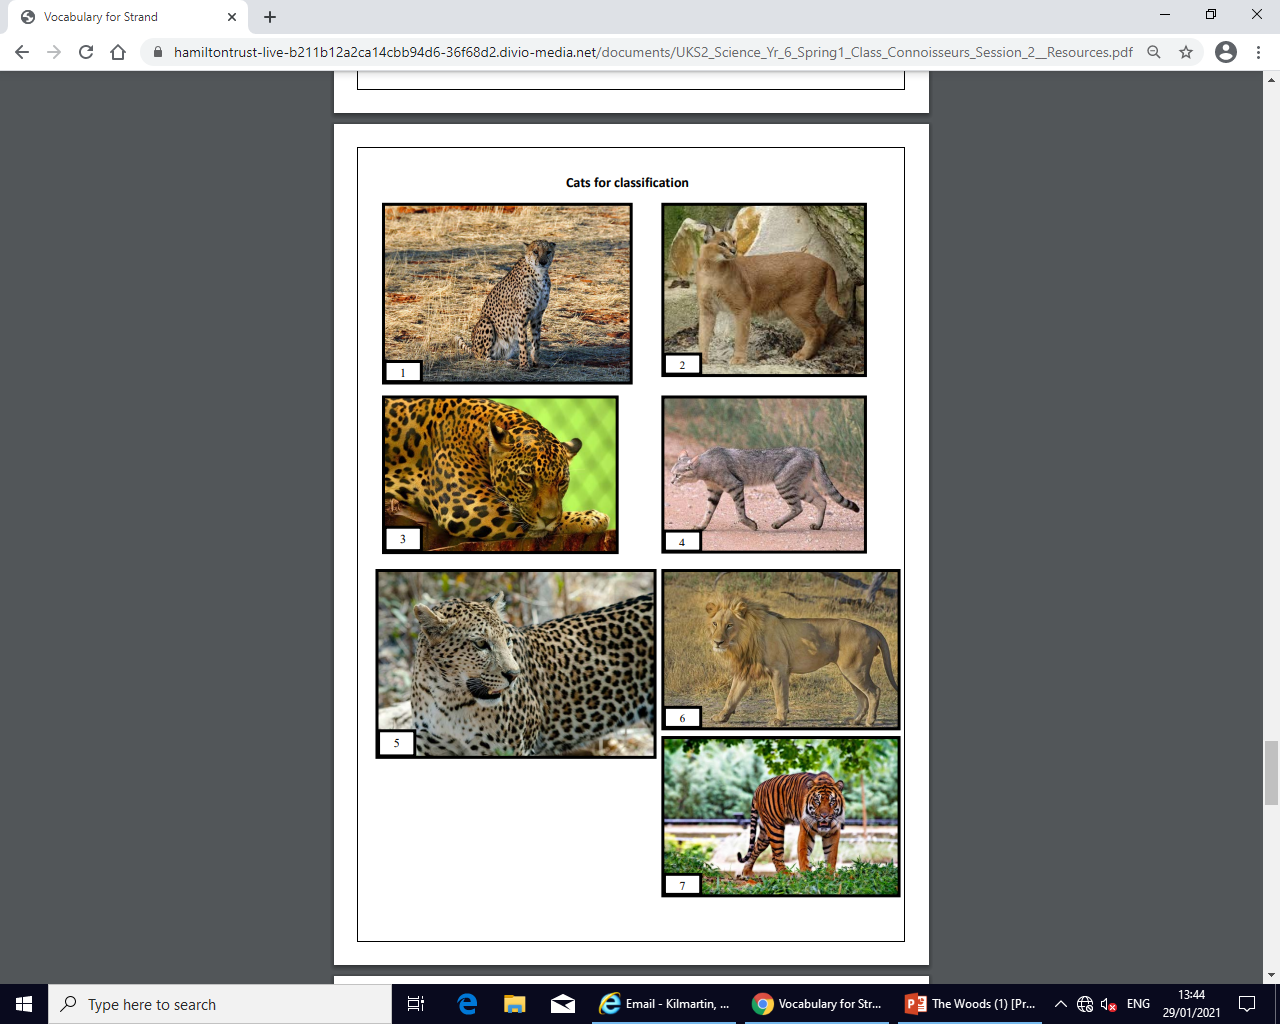 Vocabulary for Strand
hamiltontrust-live-b211b12a2ca14cbb94d6-36f68d2.divio-media.net/documents/UKS2_Science_Yr_6_Spring1_Class_Connoisseurs_Session_2__Resources.pdf
Cats for classification
1
2
3
4
5
6
7
Type here to search
Email - Kilmartin, ...
Vocabulary for Str...
The Woods (1) [Pr...
ENG
13:44
29/01/2021